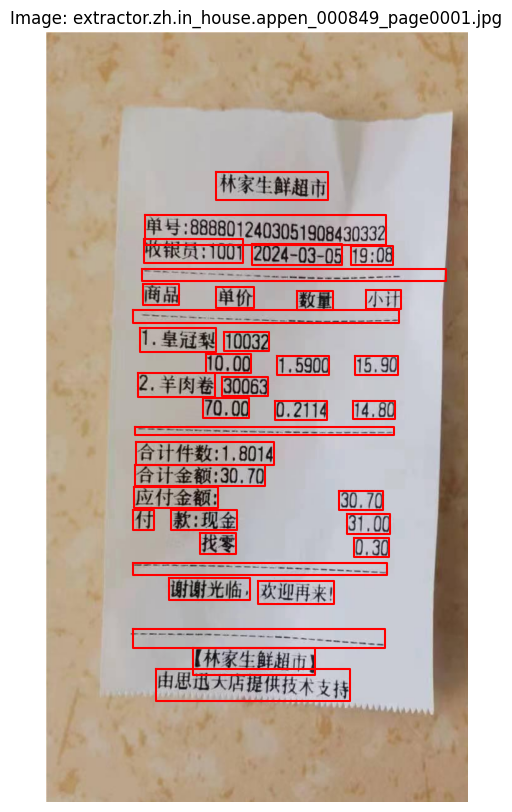 Image: extractor.zh.in_house.appen_000849_page0001.jpg
林家生鲜超市
单号:8888012403051908430332
收银员:1001 2024-03-05 19:08
商品 单价 数量 小计
1.皇冠梨 10032
10.00 1.5900 15.90
2.羊肉卷 30063
70.00 0.2114 14.80
合计件数:1.8014
合计金额:30.70
应付金额: 30.70
付 款:现金 31.00
找零 0.30
谢谢光临,欢迎再来!
【林家生鲜超市】
由思迅天店提供技术支持